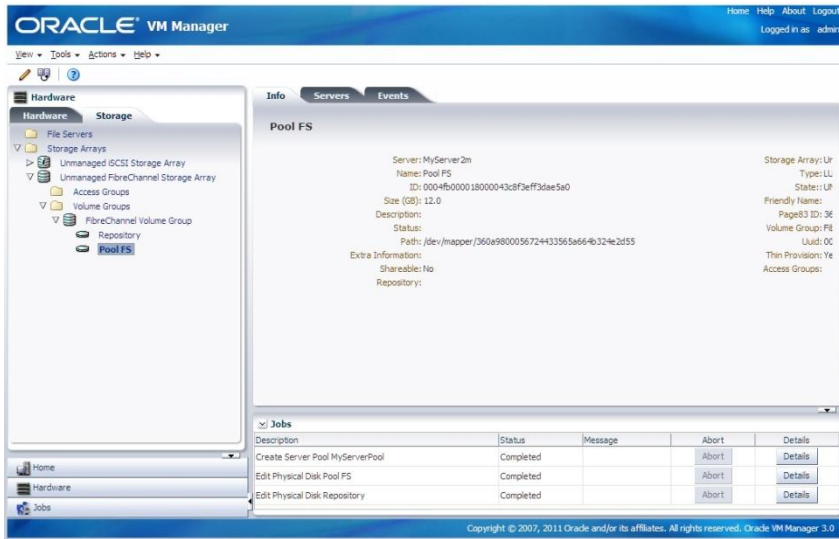 Home Help About Logout
ORACLE VM Manager
Logged in as admin
View Tools Actions Help
Hardware
Hardware Storage
File Servers
Storage Arrays
Unmanaged iSCSI Storage Array
Unmanaged FibreChannel Storage Array
Access Groups
Volume Groups
FibreChannel Volume Group
Repository
Pool FS
Home
Hardware
Jobs
Info Servers Events
Pool FS
Server: MyServer2m
Name: Pool FS
ID: 0004fb000018000043c8f3eff3dae5a0
Size (GB): 12.0
Description:
Status:
Path: /dev/mapper/360a9800056724433565a664b324e2d55
Extra Information:
Shareable: No
Repository:
Storage Array: Ur
Type: LL
State::
Friendly Name:
Page83 ID: 36
Volume Group:
Uuid:
Thin Provision: Ye
Access Groups:
Jobs
Description Status Message Abort Details
Create Server Pool MyServerPool Completed Abort Details
Edit Physical Disk Pool FS Completed Abort Details
Edit Physical Disk Repository Completed Abort Details
Copyright © 2007, 2011 Oracle and/or its affiliates. All rights reserved. Oracle VM Manager 3.0